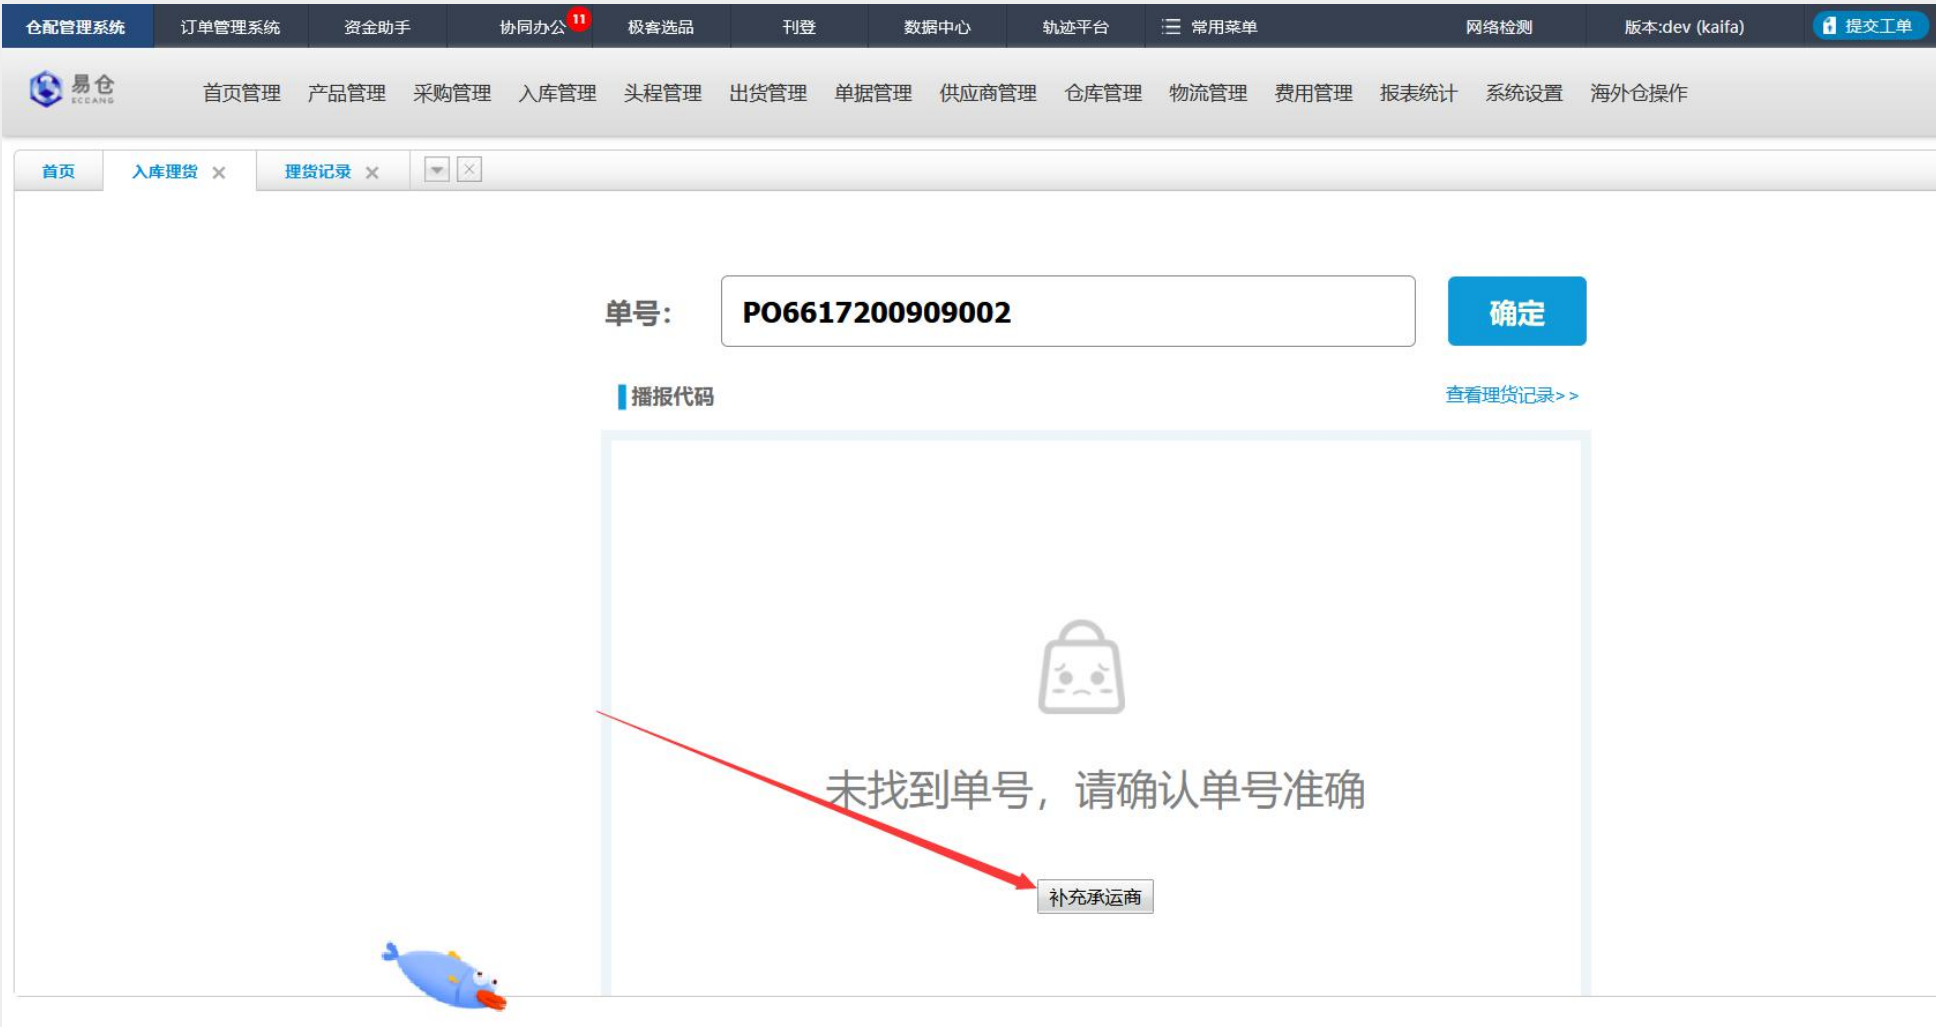 仓配管理系统 订单管理系统 资金助手 协同办公 11 极客选品 刊登 数据中心 轨迹平台 常用菜单 网络检测 版本:dev (kaifa) 提交工单
易仓 ECCANG 首页管理 产品管理 采购管理 入库管理 头程管理 出货管理 单据管理 供应商管理 仓库管理 物流管理 费用管理 报表统计 系统设置 海外仓操作
首页 入库理货 理货记录
单号： PO6617200909002 确定
播报代码 查看理货记录>>
未找到单号，请确认单号准确
补充承运商